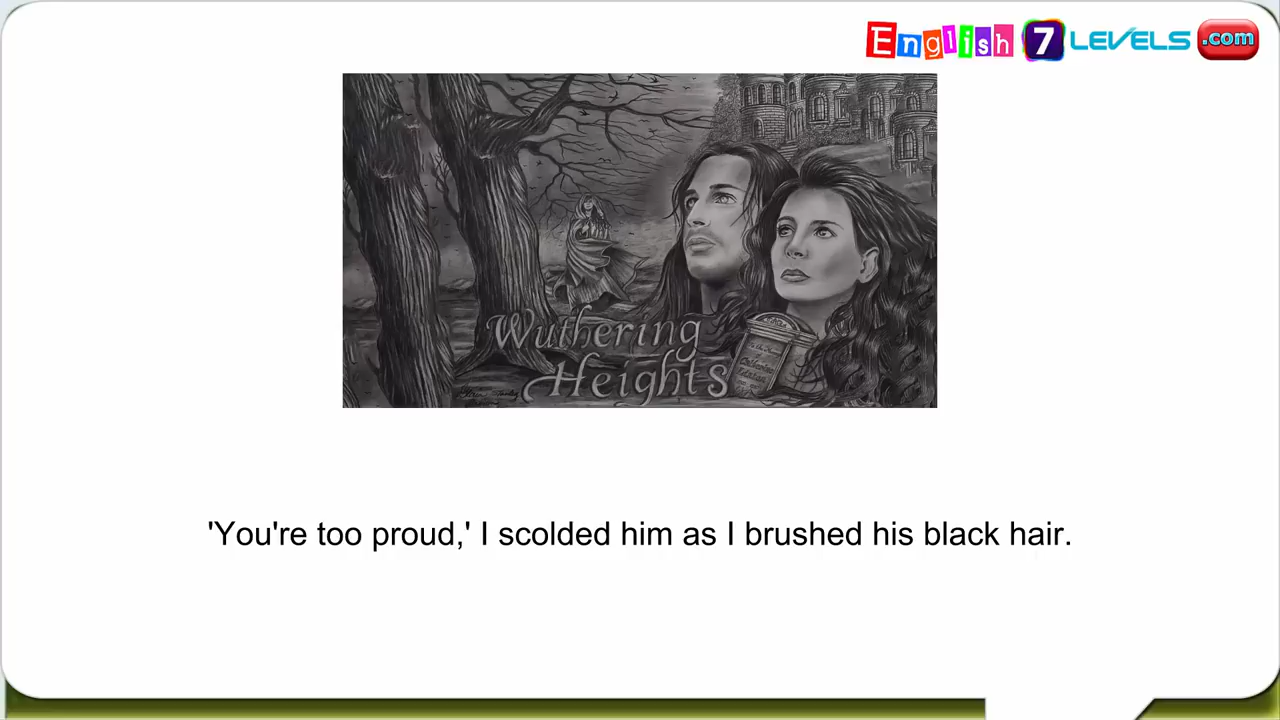 English 7 LEVELS .com
Wuthering
Heights
'You're too proud,' I scolded him as I brushed his black hair.